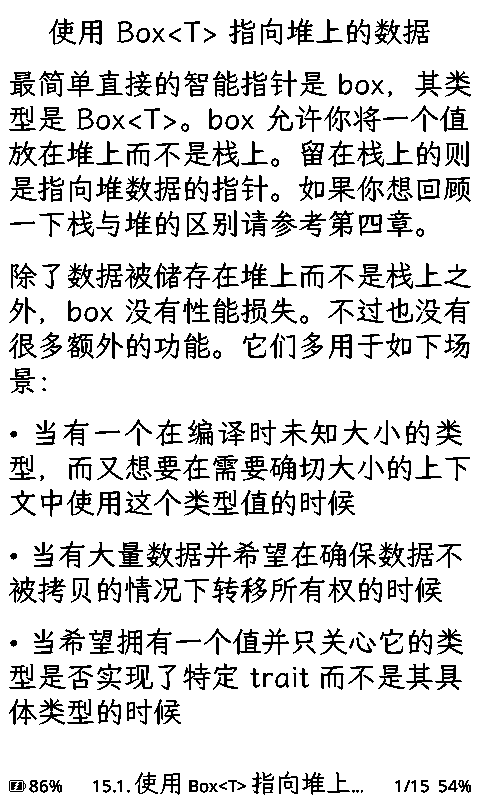 使用 Box<T> 指向堆上的数据
最简单直接的智能指针是 box，其类
型是 Box<T>。box 允许你将一个值
放在堆上而不是栈上。留在栈上的则
是指向堆数据的指针。如果你想回顾
一下栈与堆的区别请参考第四章。
除了数据被储存在堆上而不是栈上之
外，box 没有性能损失。不过也没有
很多额外的功能。它们多用于如下场
景：
• 当有一个在编译时未知大小的类
型，而又想要在需要确切大小的上下
文中使用这个类型值的时候
• 当有大量数据并希望在确保数据不
被拷贝的情况下转移所有权的时候
• 当希望拥有一个值并只关心它的类
型是否实现了特定 trait 而不是其具
体类型的时候
86% 15.1. 使用 Box<T> 指向堆上... 1/15 54%